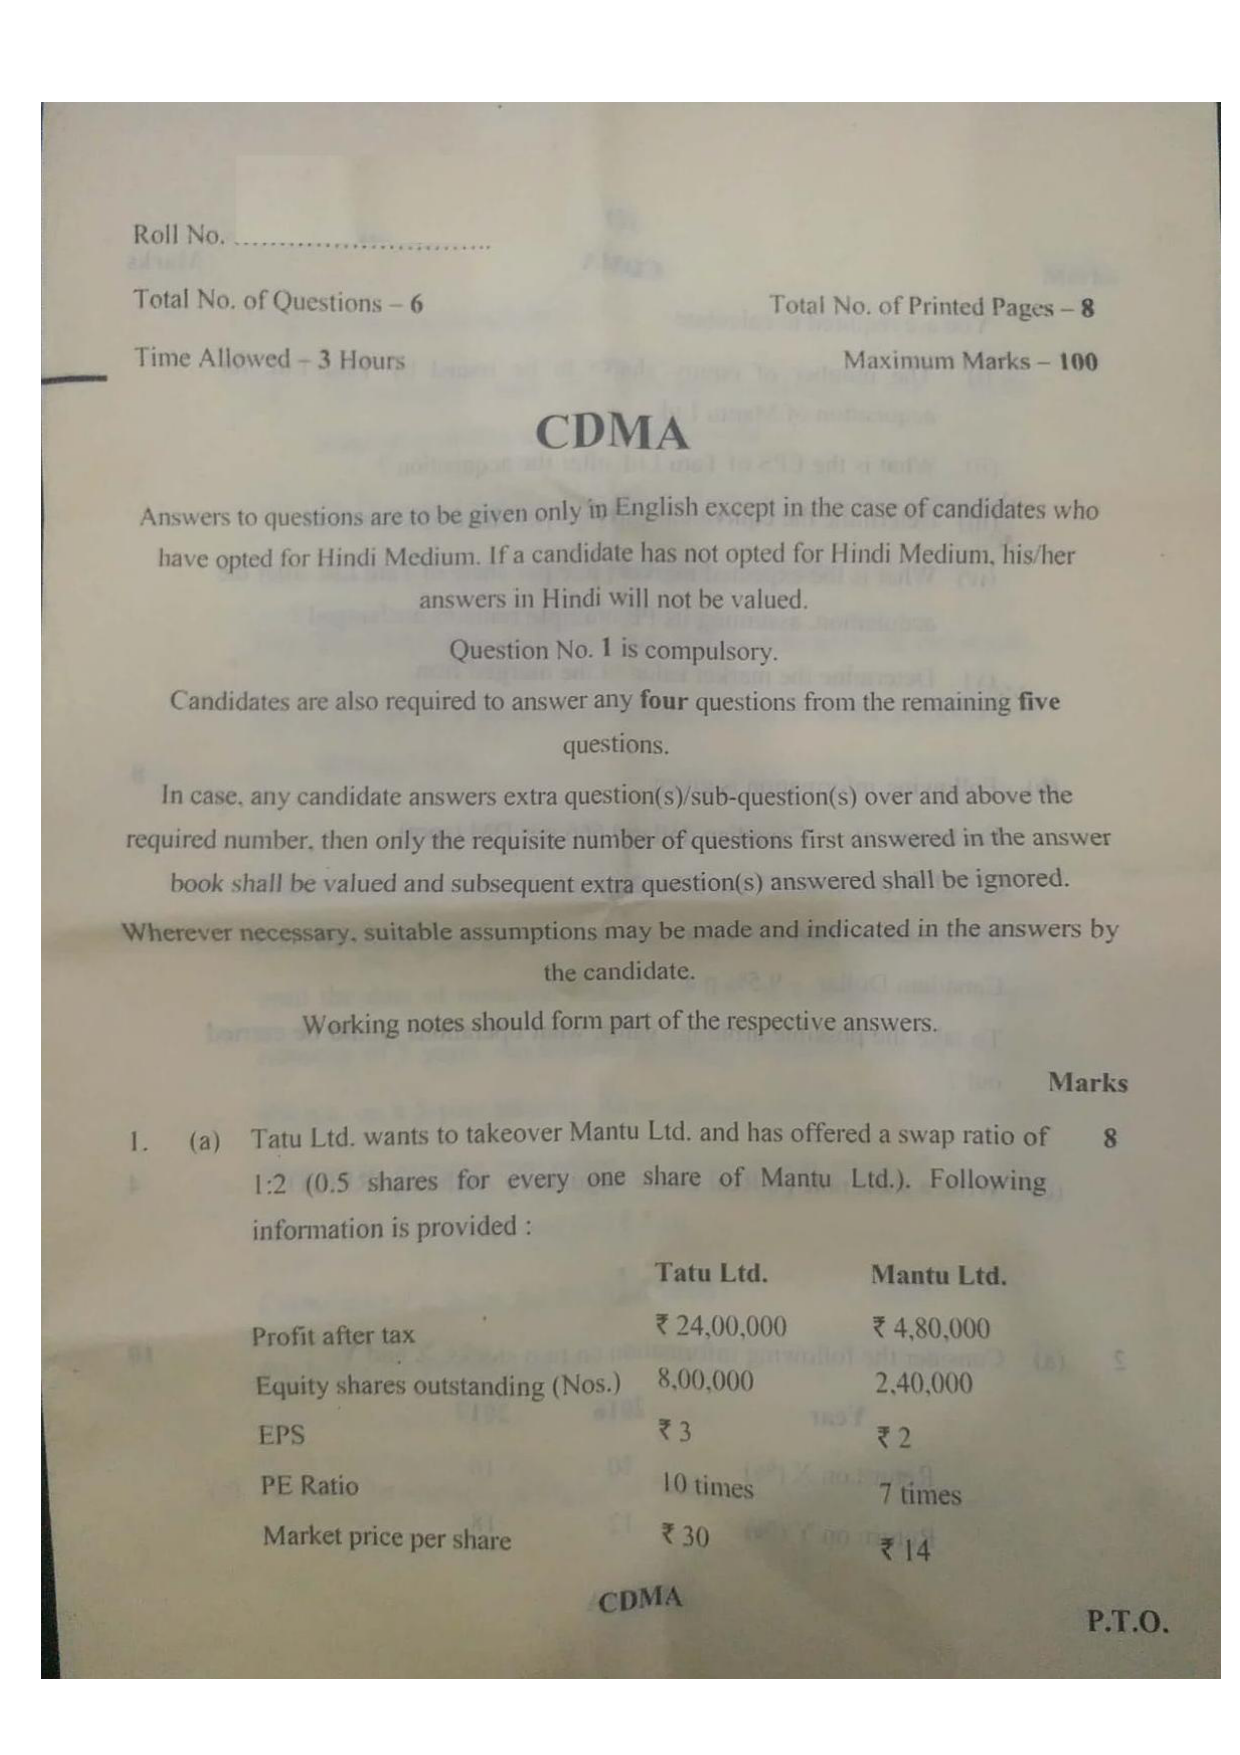 Roll No. ................................
Total No. of Questions – 6
Total No. of Printed Pages – 8
Time Allowed – 3 Hours
Maximum Marks – 100
CDMA
Answers to questions are to be given only in English except in the case of candidates who
have opted for Hindi Medium. If a candidate has not opted for Hindi Medium, his/her
answers in Hindi will not be valued.
Question No. 1 is compulsory.
Candidates are also required to answer any four questions from the remaining five
questions.
In case, any candidate answers extra question(s)/sub-question(s) over and above the
required number, then only the requisite number of questions first answered in the answer
book shall be valued and subsequent extra question(s) answered shall be ignored.
Wherever necessary, suitable assumptions may be made and indicated in the answers by
the candidate.
Working notes should form part of the respective answers.
Marks
1. (a) Tatu Ltd. wants to takeover Mantu Ltd. and has offered a swap ratio of 8
1:2 (0.5 shares for every one share of Mantu Ltd.). Following
information is provided :
Tatu Ltd. Mantu Ltd.
Profit after tax ₹ 24,00,000 ₹ 4,80,000
Equity shares outstanding (Nos.) 8,00,000 2,40,000
EPS ₹ 3 ₹ 2
PE Ratio 10 times 7 times
Market price per share ₹ 30 ₹ 14
CDMA
P.T.O.